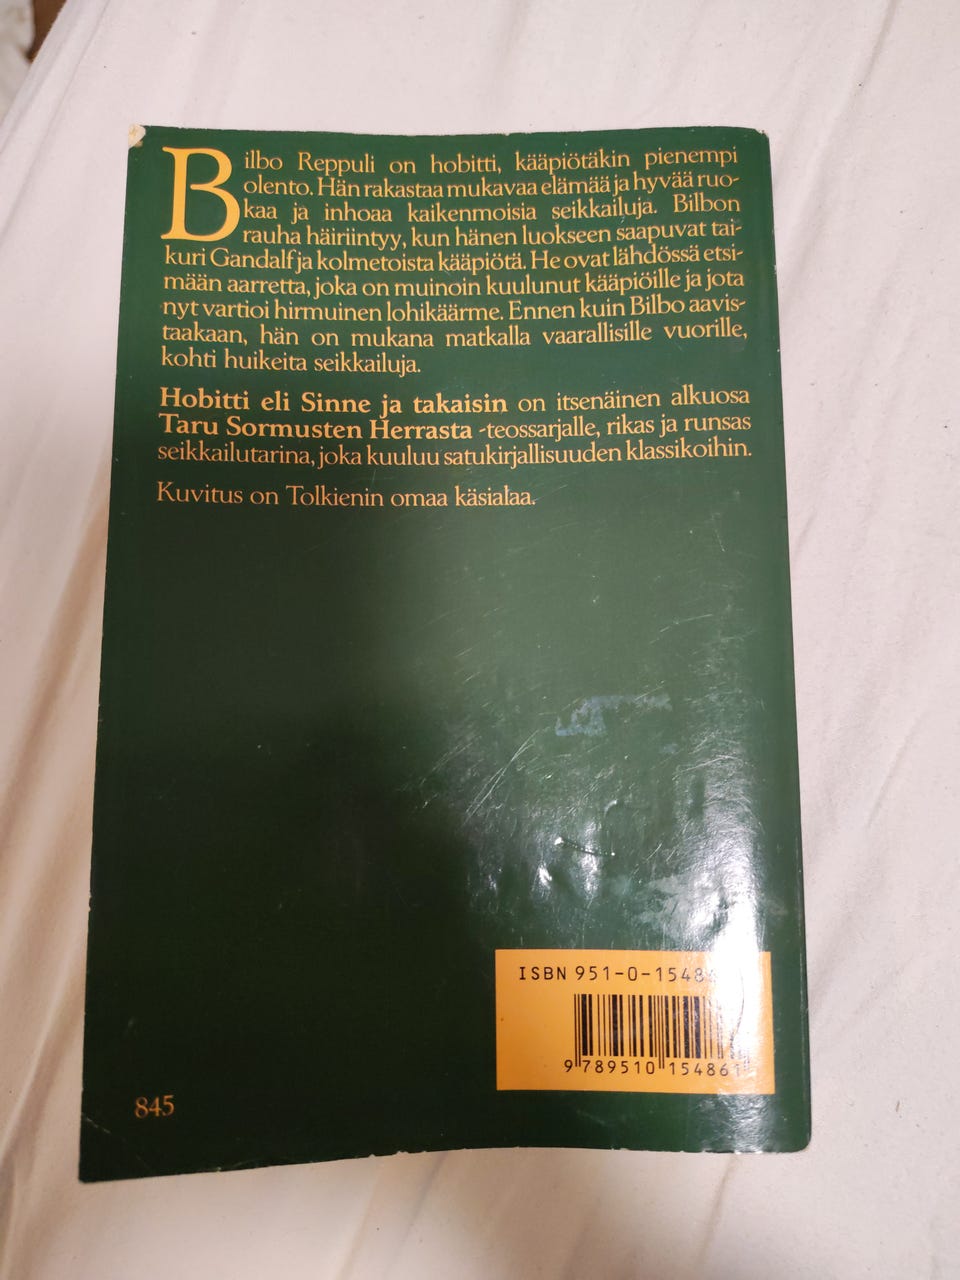 Bilbo Reppuli on hobitti, kääpiötäkin pienempi
olento. Hän rakastaa mukavaa elämää ja hyvää ruo-
kaa ja inhoaa kaikenmoisia seikkailuja. Bilbon
rauha häiriintyy, kun hänen luokseen saapuvat tai-
kuri Gandalf ja kolmetoista kääpiötä. He ovat lähdössä etsi-
mään aarretta, joka on muinoin kuulunut kääpiöille ja jota
nyt vartioi hirmuinen lohikäärme. Ennen kuin Bilbo aavis-
taakaan, hän on mukana matkalla vaarallisille vuorille,
kohti huikeita seikkailuja.
Hobitti eli Sinne ja takaisin on itsenäinen alkuosa
Taru Sormusten Herrasta -teossarjalle, rikas ja runsas
seikkailutarina, joka kuuluu satukirjallisuuden klassikoihin.
Kuvitus on Tolkienin omaa käsialaa.
ISBN 951-0-1548
9 789510 154861
845